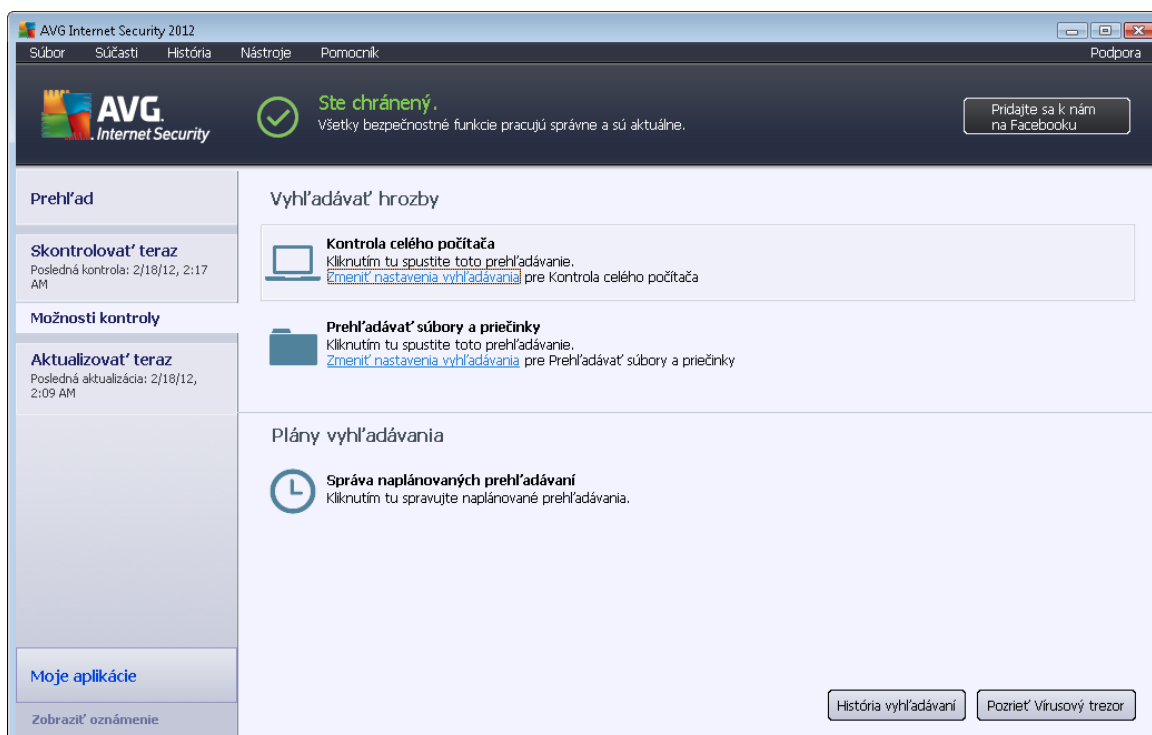 AVG Internet Security 2012
Súbor Súčasti História Nástroje Pomocník Podpora
AVG.
Internet Security
Ste chránený.
Všetky bezpečnostné funkcie pracujú správne a sú aktuálne.
Pridajte sa k nám
na Facebooku
Prehľad
Skontrolovať teraz
Posledná kontrola: 2/18/12, 2:17
AM
Možnosti kontroly
Aktualizovať teraz
Posledná aktualizácia: 2/18/12,
2:09 AM
Moje aplikácie
Zobraziť oznámenie
Vyhľadávať hrozby
Kontrola celého počítača
Kliknutím tu spustite toto prehľadávanie.
Zmeniť nastavenia vyhľadávania pre Kontrola celého počítača
Prehľadávať súbory a priečinky
Kliknutím tu spustite toto prehľadávanie.
Zmeniť nastavenia vyhľadávania pre Prehľadávať súbory a priečinky
Plány vyhľadávania
Správa naplánovaných prehľadávaní
Kliknutím tu spravujte naplánované prehľadávania.
História vyhľadávaní
Pozrieť Vírusový trezor